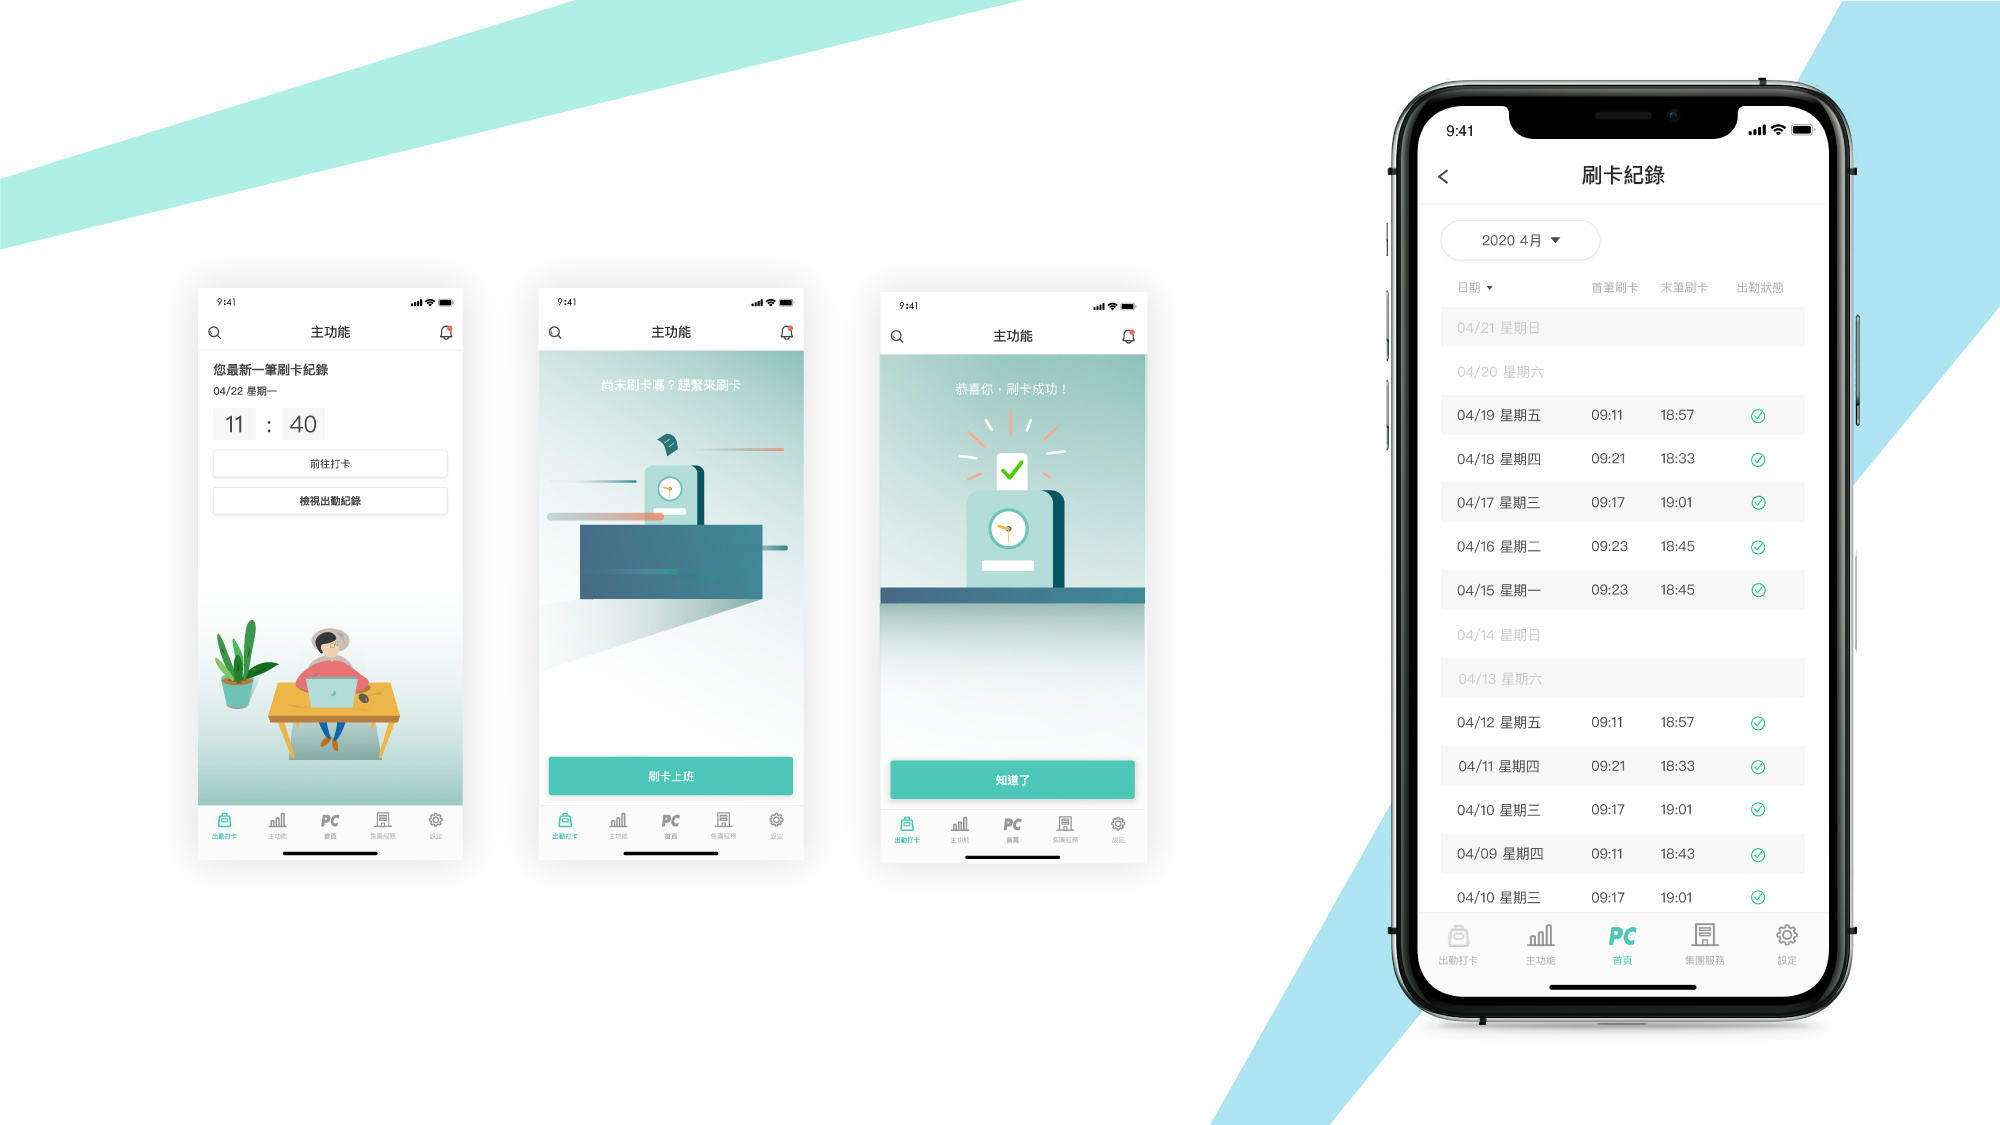 9:41
主功能
您最新一筆刷卡紀錄
04/22 星期一
11 : 40
前往打卡
檢視出勤紀錄
出勤打卡
主功能
PC
首頁
集團服務
設定
9:41
主功能
尚未刷卡嗎？趕緊來刷卡
刷卡上班
出勤打卡
主功能
PC
首頁
集團服務
設定
9:41
主功能
恭喜你，刷卡成功！
知道了
出勤打卡
主功能
PC
首頁
集團服務
設定
9:41
刷卡紀錄
2020 4月
日期 首筆刷卡 末筆刷卡 出勤狀態
04/21 星期日
04/20 星期六
04/19 星期五 09:11 18:57
04/18 星期四 09:21 18:33
04/17 星期三 09:17 19:01
04/16 星期二 09:23 18:45
04/15 星期一 09:23 18:45
04/14 星期日
04/13 星期六
04/12 星期五 09:11 18:57
04/11 星期四 09:21 18:33
04/10 星期三 09:17 19:01
04/09 星期四 09:11 18:43
04/10 星期三 09:17 19:01
出勤打卡
主功能
PC
首頁
集團服務
設定